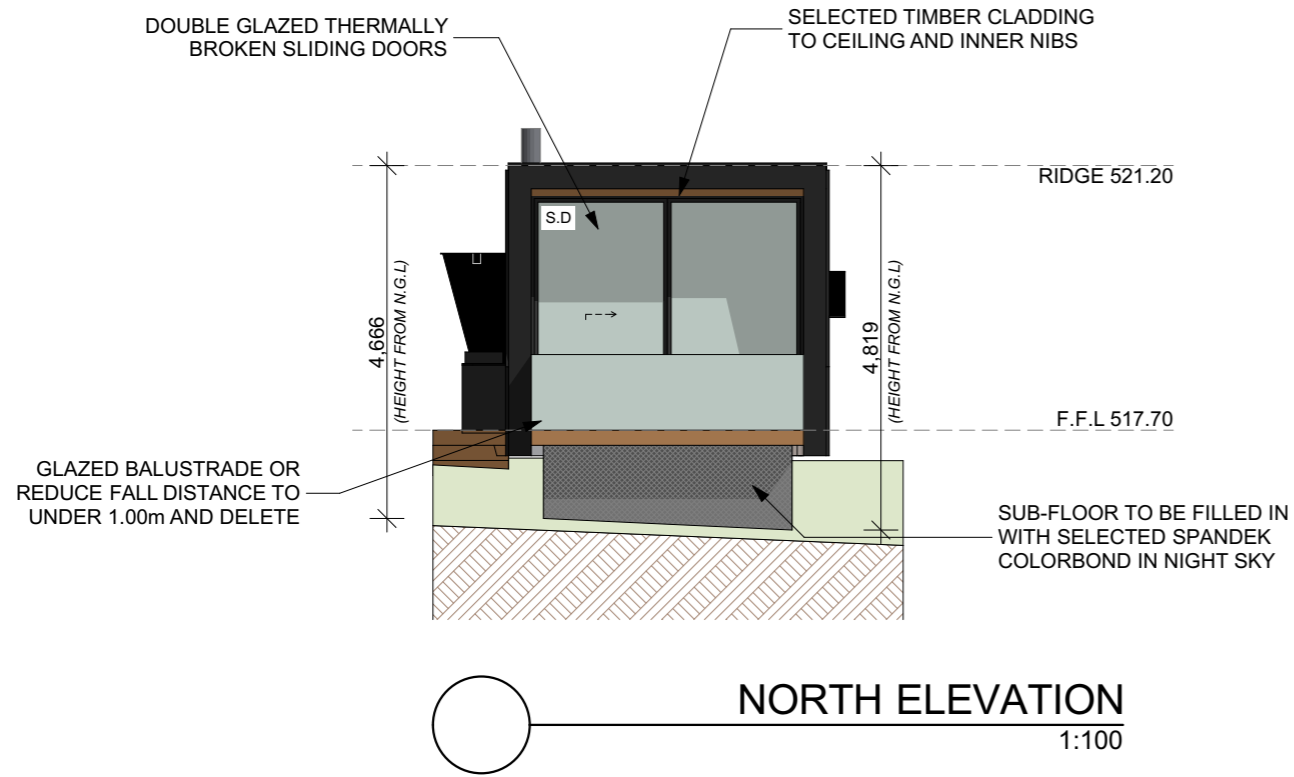 DOUBLE GLAZED THERMALLY
BROKEN SLIDING DOORS
SELECTED TIMBER CLADDING
TO CEILING AND INNER NIBS
RIDGE 521.20
S.D
4,666
(HEIGHT FROM N.G.L)
4,819
(HEIGHT FROM N.G.L)
F.F.L 517.70
GLAZED BALUSTRADE OR
REDUCE FALL DISTANCE TO
UNDER 1.00m AND DELETE
SUB-FLOOR TO BE FILLED IN
WITH SELECTED SPANDEK
COLORBOND IN NIGHT SKY
NORTH ELEVATION
1:100